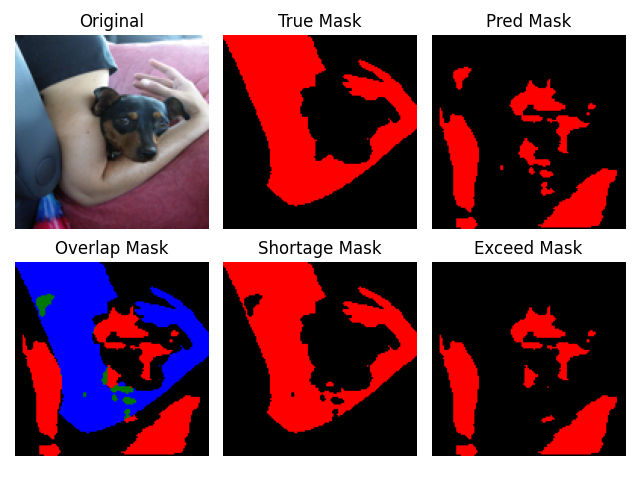 Original
True Mask
Pred Mask
Overlap Mask
Shortage Mask
Exceed Mask